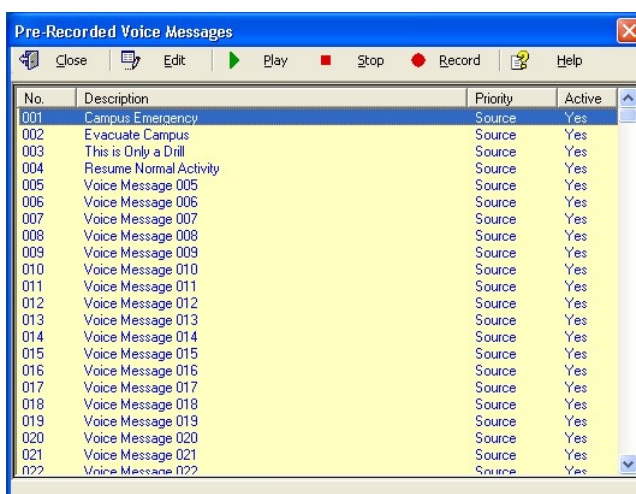 Pre-Recorded Voice Messages
Close Edit Play Stop Record Help
No. Description Priority Active
001 Campus Emergency Source Yes
002 Evacuate Campus Source Yes
003 This is Only a Drill Source Yes
004 Resume Normal Activity Source Yes
005 Voice Message 005 Source Yes
006 Voice Message 006 Source Yes
007 Voice Message 007 Source Yes
008 Voice Message 008 Source Yes
009 Voice Message 009 Source Yes
010 Voice Message 010 Source Yes
011 Voice Message 011 Source Yes
012 Voice Message 012 Source Yes
013 Voice Message 013 Source Yes
014 Voice Message 014 Source Yes
015 Voice Message 015 Source Yes
016 Voice Message 016 Source Yes
017 Voice Message 017 Source Yes
018 Voice Message 018 Source Yes
019 Voice Message 019 Source Yes
020 Voice Message 020 Source Yes
021 Voice Message 021 Source Yes
022 Voice Message 022 Source Yes